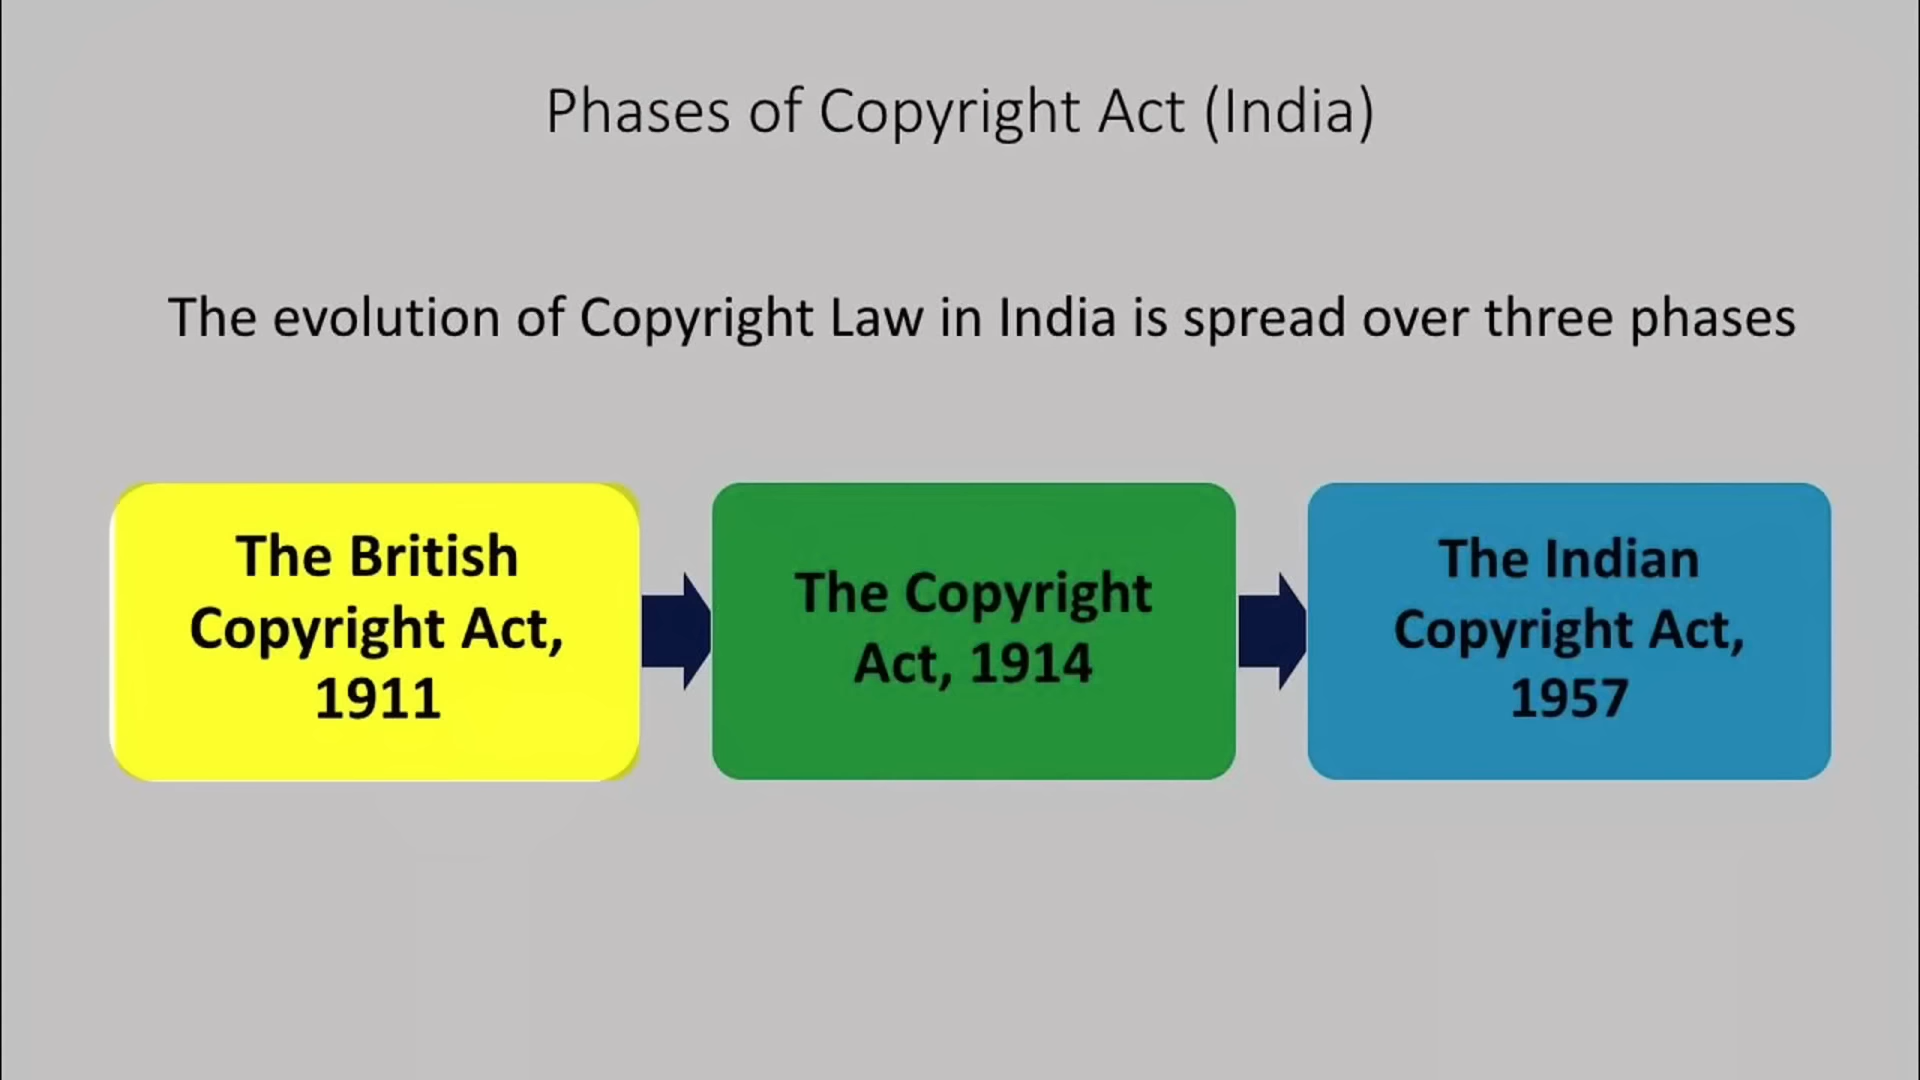 Phases of Copyright Act (India)
The evolution of Copyright Law in India is spread over three phases
The British
Copyright Act,
1911
The Copyright
Act, 1914
The Indian
Copyright Act,
1957